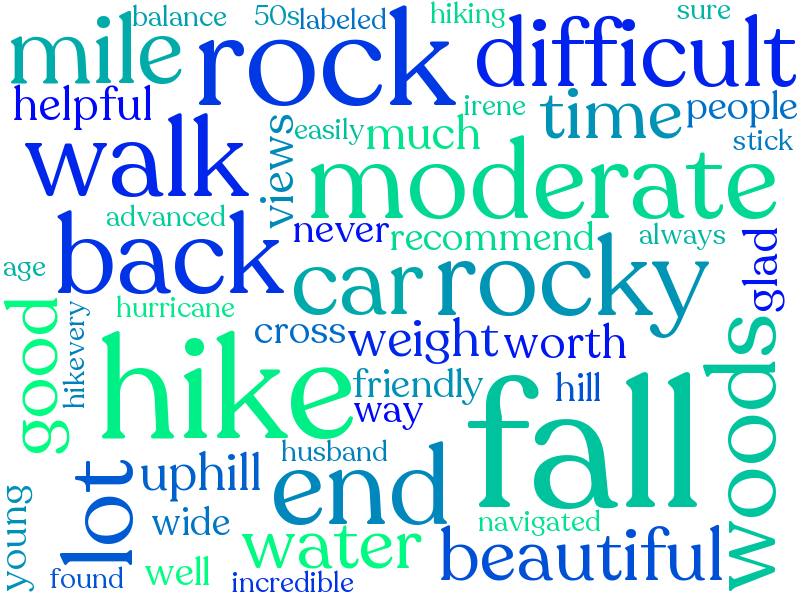 balance
50s
labeled
hiking
sure
mile
rock
difficult
helpful
irene
time
people
easily
much
stick
walk
views
moderate
advanced
never
recommend
always
back
age
car
rocky
glad
hurricane
good
hikevery
cross
weight
worth
hike
friendly
hill
woods
way
fall
husband
uphill
end
lot
young
wide
navigated
water
beautiful
found
well
incredible